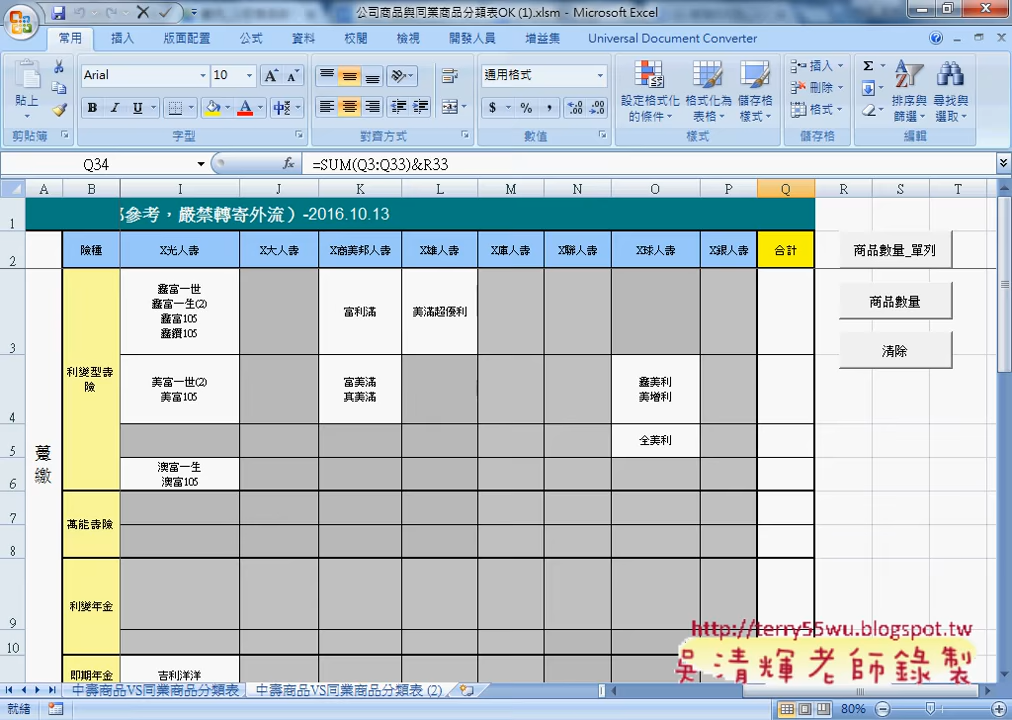 公司商品與同業商品分類表OK (1).xlsm - Microsoft Excel
常用 插入 版面配置 公式 資料 校閱 檢視 開發人員 增益集 Universal Document Converter
貼上 Arial 10 通用格式 設定格式化的條件 格式化為表格 儲存格樣式 插入 刪除 格式 排序與篩選 尋找與選取
剪貼簿 字型 對齊方式 數值 樣式 儲存格 編輯
Q34 =SUM(Q3:Q33)&R33
A B I J K L M N O P Q R S T
1 參考，嚴禁轉寄外流）-2016.10.13
2 險種 X光人壽 X大人壽 X商美邦人壽 X雄人壽 X庫人壽 X聯人壽 X球人壽 X銀人壽 合計
商品數量_單列
商品數量
清除
利變型壽險
躉繳
3 鑫富一世
鑫富一生(2)
鑫富105
鑫鑽105
富利滿
美滿超優利
4 美富一世(2)
美富105
富美滿
真美滿
鑫美利
美增利
5 全美利
6 澳富一生
澳富105
7
萬能壽險
8
9 利變年金
10
即期年金 吉利洋洋
http://terry55wu.blogspot.tw
吳清輝老師錄製
中壽商品VS同業商品分類表 中壽商品VS同業商品分類表 (2)
就緒 80%